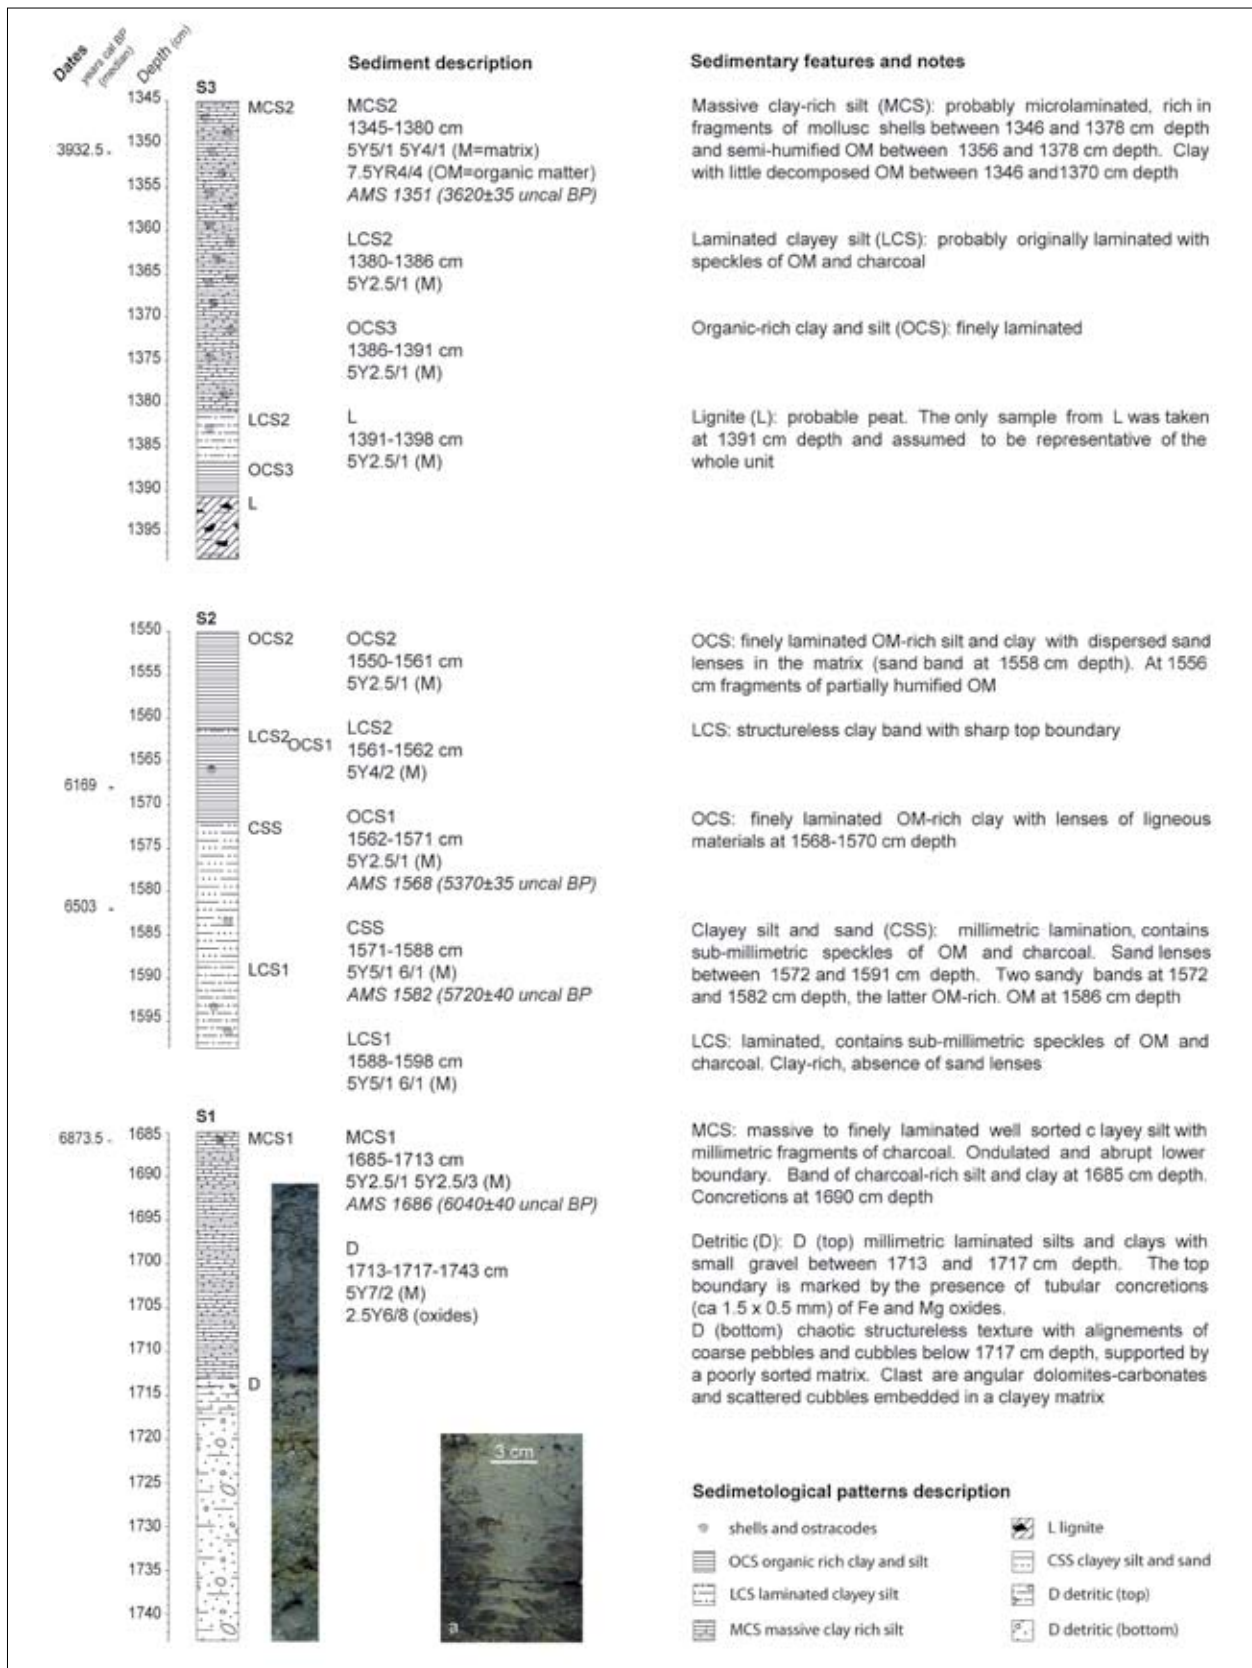 Dates
years cal BP
(median)
Depth (cm)
Sediment description
Sedimentary features and notes
S3
1345
1350
1355
1360
1365
1370
1375
1380
1385
1390
1395
3932.5
MCS2
LCS2
OCS3
L
MCS2
1345-1380 cm
5Y5/1 5Y4/1 (M=matrix)
7.5YR4/4 (OM=organic matter)
AMS 1351 (3620±35 uncal BP)
Massive clay-rich silt (MCS): probably microlaminated, rich in
fragments of mollusc shells between 1346 and 1378 cm depth
and semi-humified OM between 1356 and 1378 cm depth. Clay
with little decomposed OM between 1346 and1370 cm depth
LCS2
1380-1386 cm
5Y2.5/1 (M)
Laminated clayey silt (LCS): probably originally laminated with
speckles of OM and charcoal
OCS3
1386-1391 cm
5Y2.5/1 (M)
Organic-rich clay and silt (OCS): finely laminated
L
1391-1398 cm
5Y2.5/1 (M)
Lignite (L): probable peat. The only sample from L was taken
at 1391 cm depth and assumed to be representative of the
whole unit
S2
1550
1555
1560
1565
1570
1575
1580
1585
1590
1595
6169
6503
OCS2
LCS2
OCS1
CSS
LCS1
OCS2
1550-1561 cm
5Y2.5/1 (M)
OCS: finely laminated OM-rich silt and clay with dispersed sand
lenses in the matrix (sand band at 1558 cm depth). At 1556
cm fragments of partially humified OM
LCS2
1561-1562 cm
5Y4/2 (M)
LCS: structureless clay band with sharp top boundary
OCS1
1562-1571 cm
5Y2.5/1 (M)
AMS 1568 (5370±35 uncal BP)
OCS: finely laminated OM-rich clay with lenses of ligneous
materials at 1568-1570 cm depth
CSS
1571-1588 cm
5Y5/1 6/1 (M)
AMS 1582 (5720±40 uncal BP
Clayey silt and sand (CSS): millimetric lamination, contains
sub-millimetric speckles of OM and charcoal. Sand lenses
between 1572 and 1591 cm depth. Two sandy bands at 1572
and 1582 cm depth, the latter OM-rich. OM at 1586 cm depth
LCS1
1588-1598 cm
5Y5/1 6/1 (M)
LCS: laminated, contains sub-millimetric speckles of OM and
charcoal. Clay-rich, absence of sand lenses
S1
1685
1690
1695
1700
1705
1710
1715
1720
1725
1730
1735
1740
6873.5
MCS1
D
MCS1
1685-1713 cm
5Y2.5/1 5Y2.5/3 (M)
AMS 1686 (6040±40 uncal BP)
MCS: massive to finely laminated well sorted c layey silt with
millimetric fragments of charcoal. Ondulated and abrupt lower
boundary. Band of charcoal-rich silt and clay at 1685 cm depth.
Concretions at 1690 cm depth
D
1713-1717-1743 cm
5Y7/2 (M)
2.5Y6/8 (oxides)
Detritic (D): D (top) millimetric laminated silts and clays with
small gravel between 1713 and 1717 cm depth. The top
boundary is marked by the presence of tubular concretions
(ca 1.5 x 0.5 mm) of Fe and Mg oxides.
D (bottom) chaotic structureless texture with alignements of
coarse pebbles and cubbles below 1717 cm depth, supported by
a poorly sorted matrix. Clast are angular dolomites-carbonates
and scattered cubbles embedded in a clayey matrix
3 cm
a
Sedimetological patterns description
shells and ostracodes
OCS organic rich clay and silt
LCS laminated clayey silt
MCS massive clay rich silt
L lignite
CSS clayey silt and sand
D detritic (top)
D detritic (bottom)